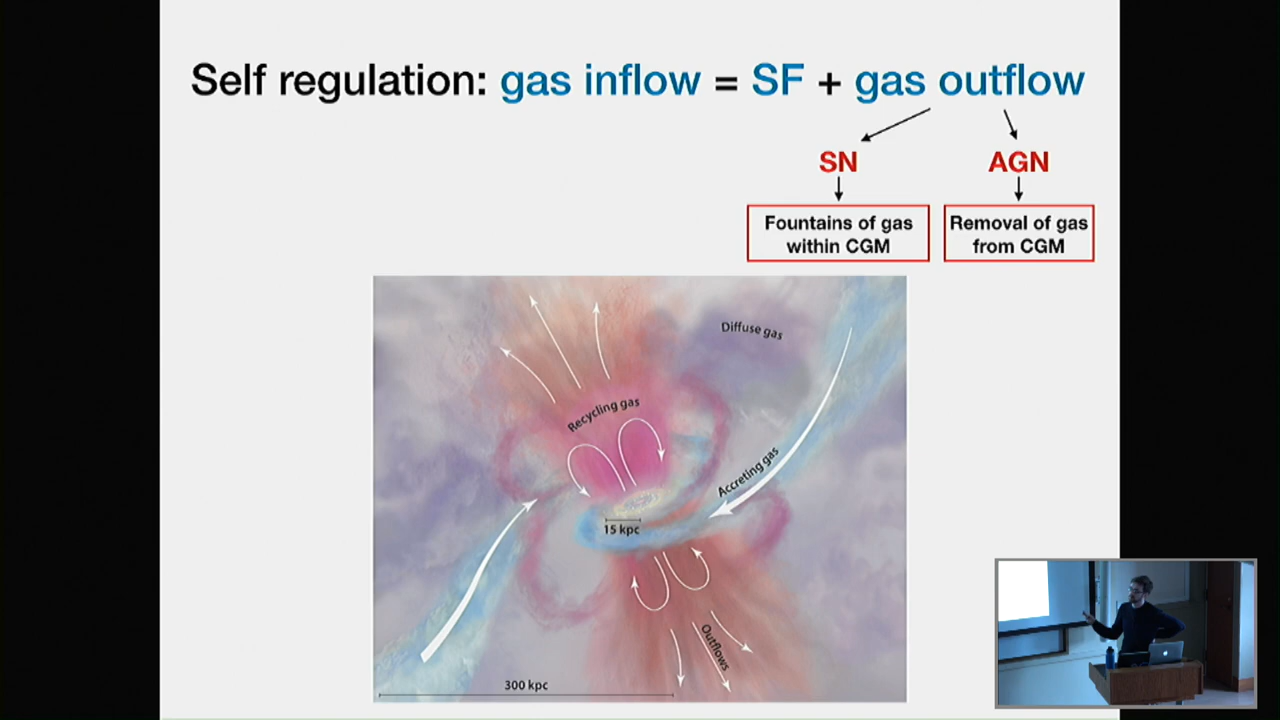 Self regulation: gas inflow = SF + gas outflow
SN
AGN
Fountains of gas
within CGM
Removal of gas
from CGM
Diffuse gas
Recycling gas
Accreting gas
15 kpc
Outflows
300 kpc